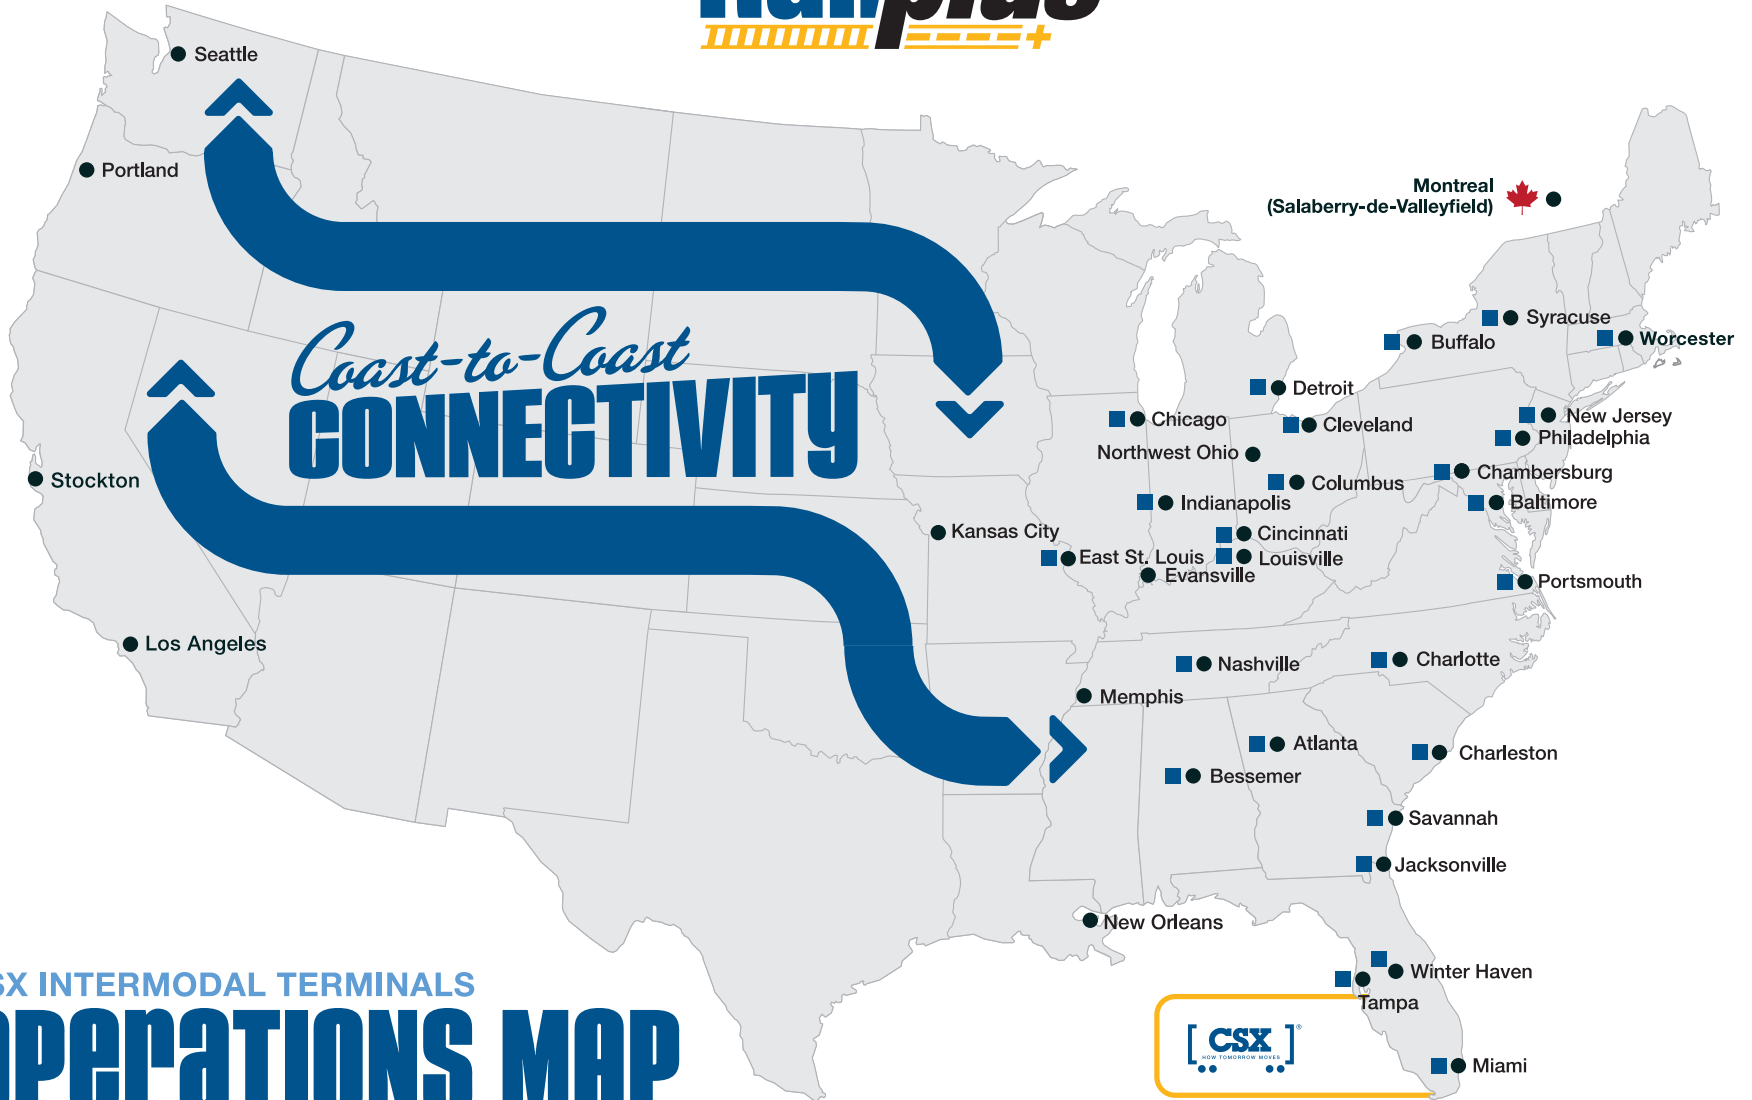 plus
Seattle
Portland
Montreal
(Salaberry-de-Valleyfield)
Syracuse
Buffalo
Worcester
Detroit
Coast-to-Coast
CONNECTIVITY
Chicago
Cleveland
New Jersey
Philadelphia
Northwest Ohio
Chambersburg
Stockton
Columbus
Indianapolis
Baltimore
Kansas City
Cincinnati
East St. Louis
Louisville
Evansville
Portsmouth
Los Angeles
Nashville
Charlotte
Memphis
Atlanta
Charleston
Bessemer
Savannah
Jacksonville
New Orleans
Winter Haven
Tampa
SX INTERMODAL TERMINALS
OPERATIONS MAP
[CSX]®
HOW TOMORROW MOVES
Miami